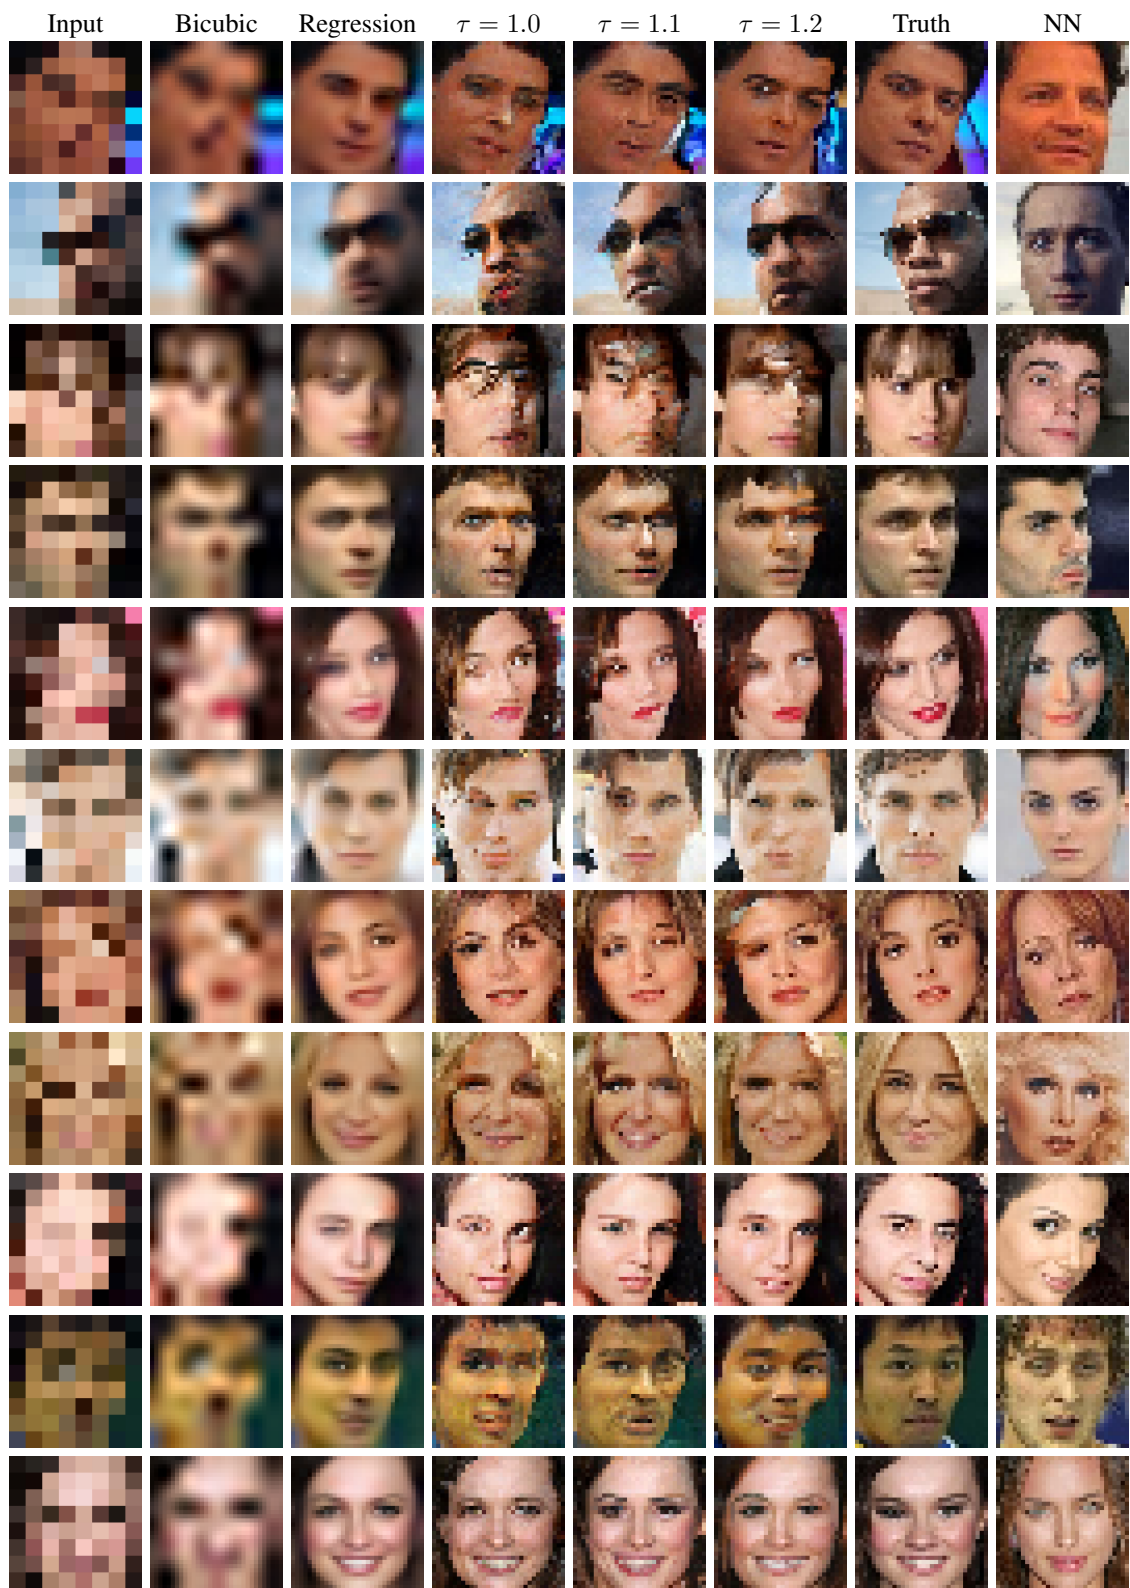 Input Bicubic Regression τ = 1.0 τ = 1.1 τ = 1.2 Truth NN